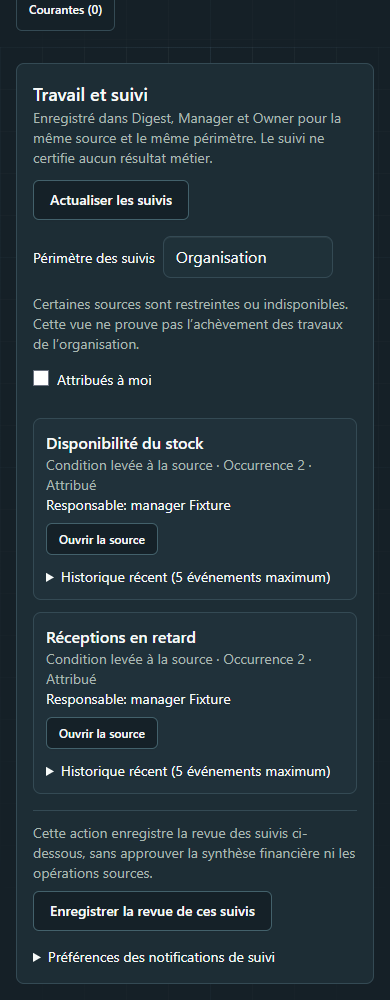 Courantes (0)
Travail et suivi
Enregistré dans Digest, Manager et Owner pour la
même source et le même périmètre. Le suivi ne
certifie aucun résultat métier.
Actualiser les suivis
Périmètre des suivis Organisation
Certaines sources sont restreintes ou indisponibles.
Cette vue ne prouve pas l’achèvement des travaux
de l’organisation.
Attribués à moi
Disponibilité du stock
Condition levée à la source · Occurrence 2 ·
Attribué
Responsable: manager Fixture
Ouvrir la source
Historique récent (5 événements maximum)
Réceptions en retard
Condition levée à la source · Occurrence 2 ·
Attribué
Responsable: manager Fixture
Ouvrir la source
Historique récent (5 événements maximum)
Cette action enregistre la revue des suivis ci-
dessous, sans approuver la synthèse financière ni les
opérations sources.
Enregistrer la revue de ces suivis
Préférences des notifications de suivi